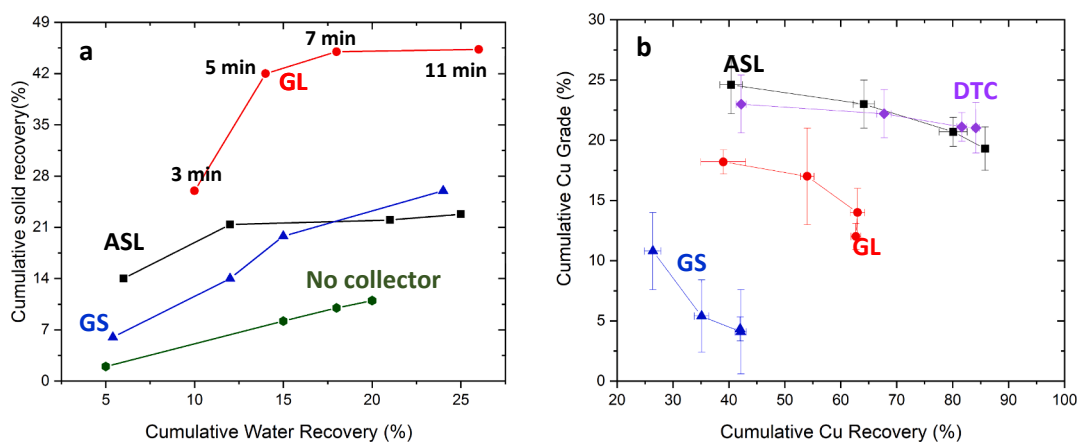 a
49
42
35
28
21
14
7
0
Cumulative solid recovery(%)
7 min
5 min
GL
11 min
3 min
ASL
GS
No collector
5 10 15 20 25
Cumulative Water Recovery (%)
b
30
25
20
15
10
5
0
Cumulative Cu Grade (%)
ASL
DTC
GL
GS
20 30 40 50 60 70 80 90 100
Cumulative Cu Recovery (%)